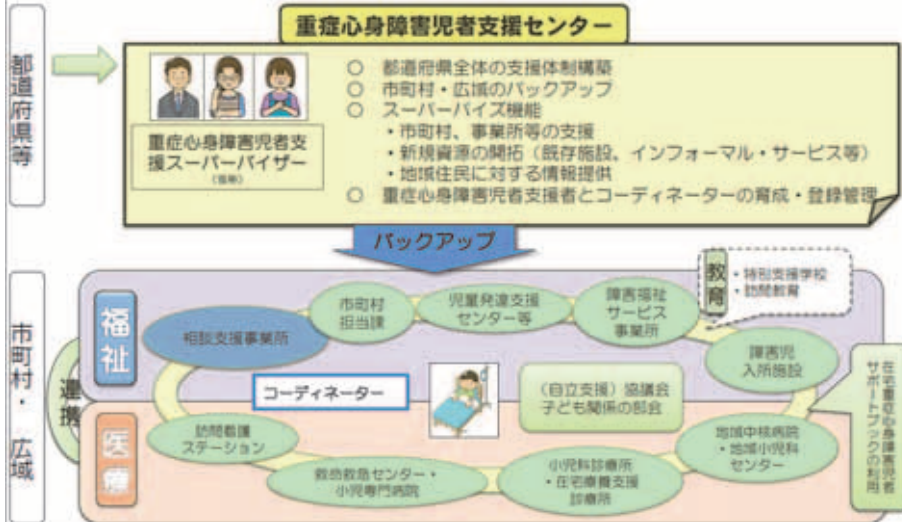 重症心身障害児者支援センター
都道府県等
重症心身障害児者支
援スーパーバイザー
○ 都道府県全体の支援体制構築
○ 市町村・広域のバックアップ
○ スーパーバイズ機能
・市町村、事業所等の支援
・新規資源の開拓（既存施設、インフォーマル・サービス等）
・地域住民に対する情報提供
○ 重症心身障害児者支援者とコーディネーターの育成・登録管理
バックアップ
市町村・広域
連携
福祉
相談支援事業所
市町村
担当課
児童発達支援
センター等
障害福祉
サービス
事業所
教育
・特別支援学校
・訪問教育
障害児
入所施設
コーディネーター
（自立支援）協議会
子ども関係の部会
在宅重症心身障害児者
サポートブックの利用
医療
訪問看護
ステーション
救命救急センター・
小児専門病院
小児科診療所
・在宅療養支援
診療所
地域中核病院
・地域小児科
センター